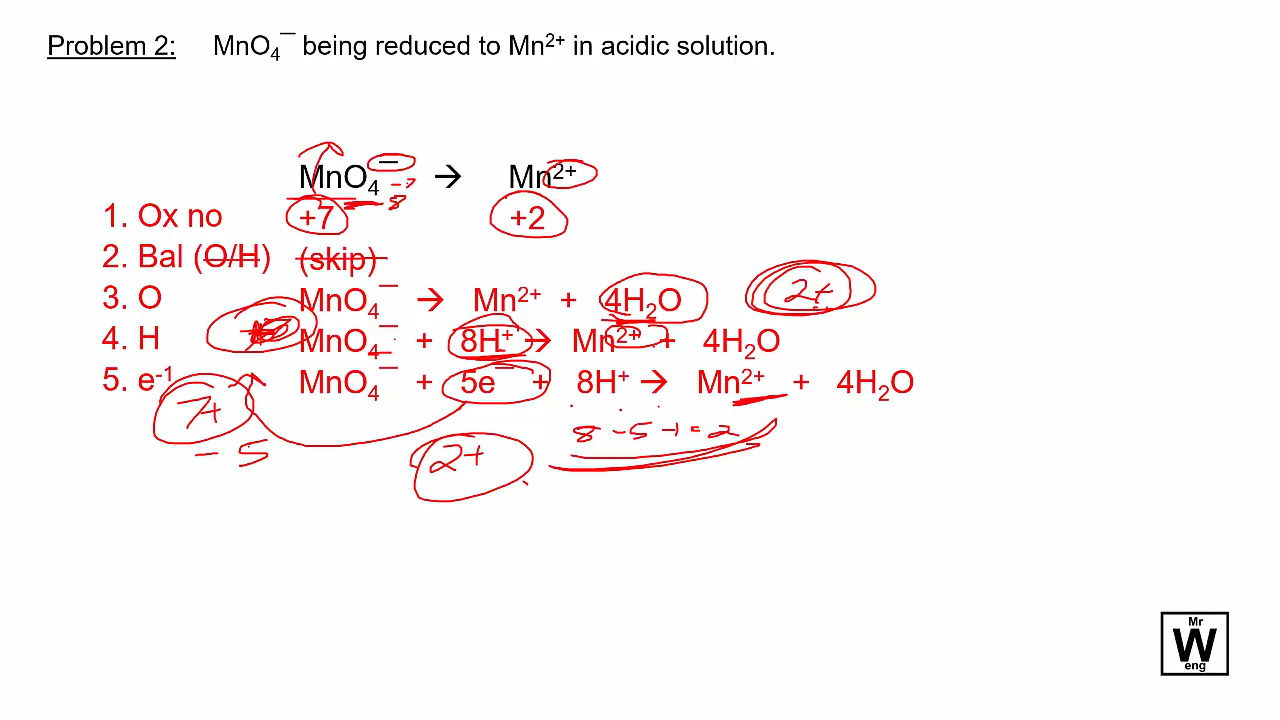 Problem 2: MnO₄⁻ being reduced to Mn²⁺ in acidic solution.
MnO₄⁻ → Mn²⁺
-8
1. Ox no +7 +2
2. Bal (O/H) (skip)
3. O MnO₄⁻ → Mn²⁺ + 4H₂O 2+
4. H MnO₄⁻ + 8H⁺ → Mn²⁺ + 4H₂O
5. e⁻¹ MnO₄⁻ + 5e⁻ + 8H⁺ → Mn²⁺ + 4H₂O
7+ 8 -5 -1 = 2
- 5 2+
Mr
W
eng